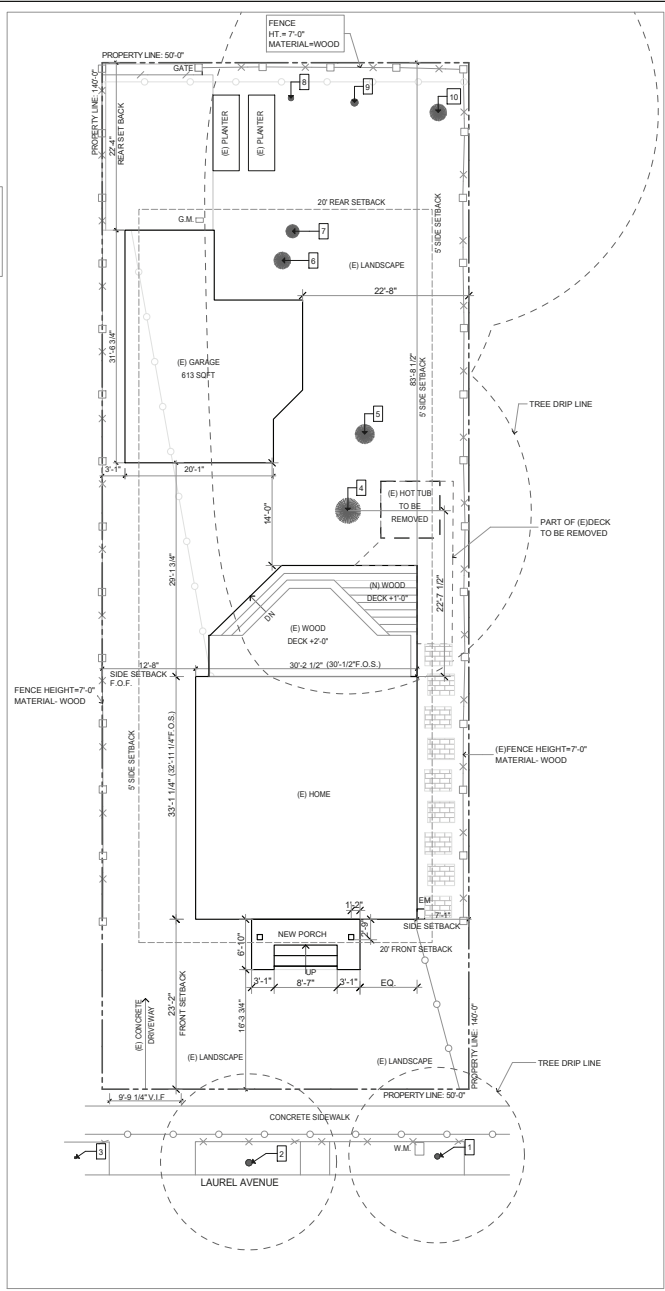 FENCE
HT.= 7'-0"
MATERIAL=WOOD
PROPERTY LINE: 50'-0"
GATE
8
9
10
PROPERTY LINE: 140'-0"
22'-4"
REAR SET BACK
(E) PLANTER
(E) PLANTER
20' REAR SETBACK
5' SIDE SETBACK
G.M.
7
6
(E) LANDSCAPE
22'-8"
31'-6 3/4"
(E) GARAGE
613 SQFT
83'-8 1/2"
5' SIDE SETBACK
TREE DRIP LINE
5
3'-1"
20'-1"
4
(E) HOT TUB
TO BE
REMOVED
14'-0"
PART OF (E)DECK
TO BE REMOVED
29'-1 3/4"
(N) WOOD
DECK +1'-0"
22'-7 1/2"
DN
(E) WOOD
DECK +2'-0"
12'-8"
SIDE SETBACK
F.O.F.
30'-2 1/2" (30'-1/2"F.O.S.)
FENCE HEIGHT=7'-0"
MATERIAL- WOOD
(E)FENCE HEIGHT=7'-0"
MATERIAL- WOOD
5' SIDE SETBACK
33'-1 1/4" (32'-11 1/4"F.O.S.)
(E) HOME
EM
1'-2"
7'-1"
SIDE SETBACK
NEW PORCH
2'-9"
6'-10"
20' FRONT SETBACK
UP
3'-1"
8'-7"
3'-1"
EQ.
23'-2"
FRONT SETBACK
16'-3 3/4"
(E) CONCRETE
DRIVEWAY
PROPERTY LINE: 140'-0"
(E) LANDSCAPE
(E) LANDSCAPE
TREE DRIP LINE
9'-9 1/4" V.I.F
PROPERTY LINE: 50'-0"
CONCRETE SIDEWALK
3
2
W.M.
1
LAUREL AVENUE